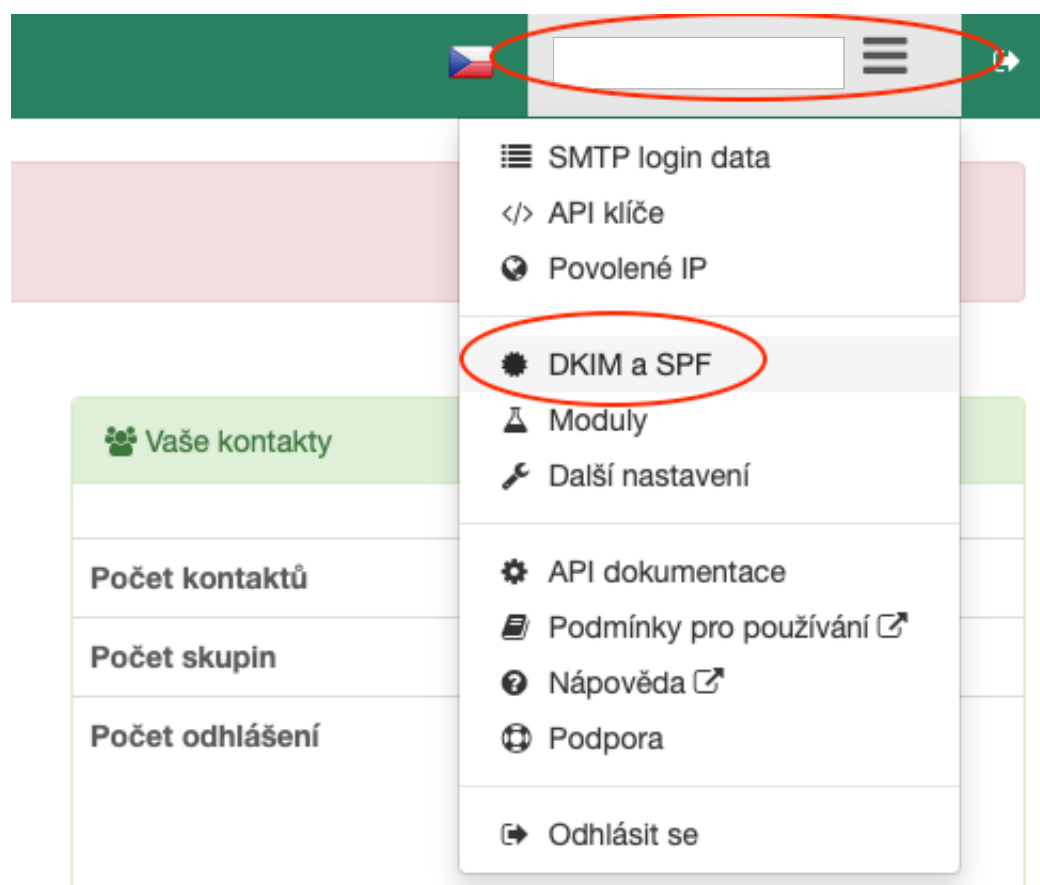 SMTP login data
API klíče
Povolené IP
DKIM a SPF
Moduly
Další nastavení
API dokumentace
Podmínky pro používání
Nápověda
Podpora
Odhlásit se
Vaše kontakty
Počet kontaktů
Počet skupin
Počet odhlášení